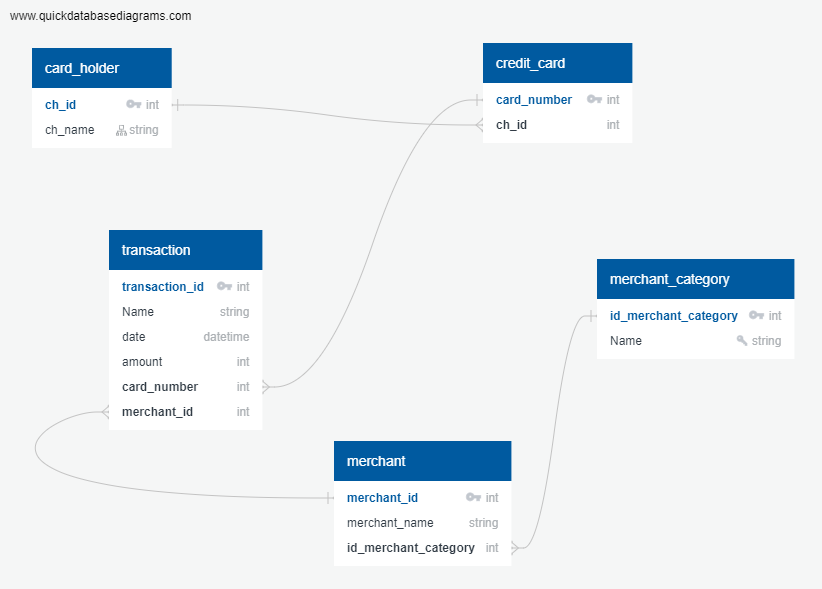 www.quickdatabasediagrams.com
card_holder
ch_id int
ch_name string
credit_card
card_number int
ch_id int
transaction
transaction_id int
Name string
date datetime
amount int
card_number int
merchant_id int
merchant_category
id_merchant_category int
Name string
merchant
merchant_id int
merchant_name string
id_merchant_category int